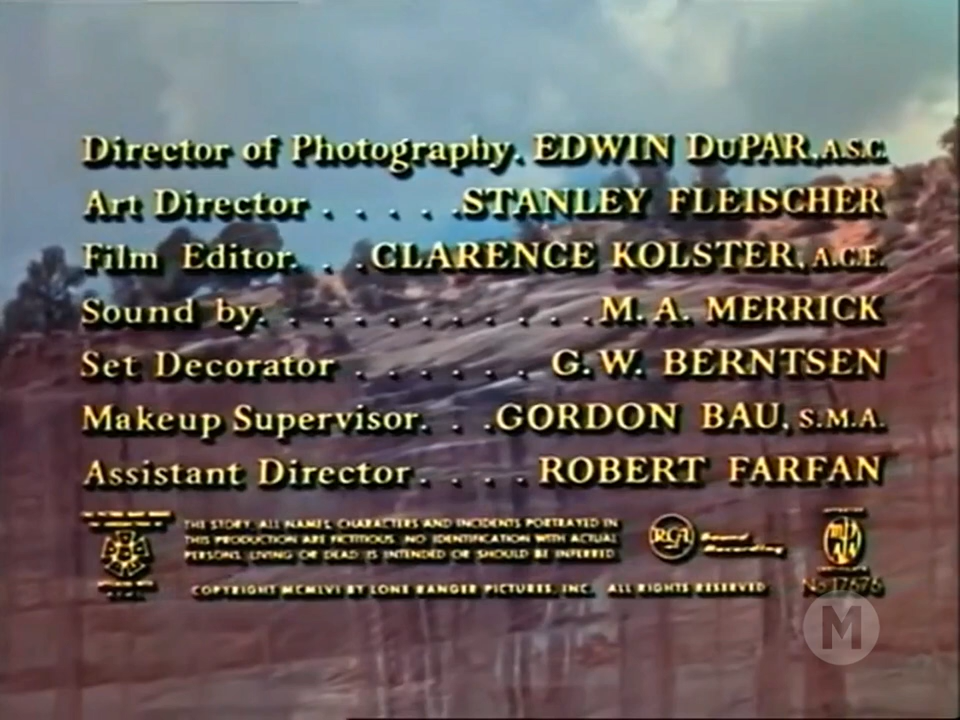 Director of Photography. EDWIN DuPAR, A.S.C.
Art Director . . . . . STANLEY FLEISCHER
Film Editor. . . CLARENCE KOLSTER, A.C.E.
Sound by. . . . . . . . . . . . M. A. MERRICK
Set Decorator . . . . . . G. W. BERNTSEN
Makeup Supervisor. . . GORDON BAU, S.M.A.
Assistant Director. . . . ROBERT FARFAN
THE STORY, ALL NAMES, CHARACTERS AND INCIDENTS PORTRAYED IN
THIS PRODUCTION ARE FICTITIOUS. NO IDENTIFICATION WITH ACTUAL
PERSONS, LIVING OR DEAD IS INTENDED OR SHOULD BE INFERRED
RCA Sound
Recording
COPYRIGHT MCMLVI BY LONE RANGER PICTURES, INC. ALL RIGHTS RESERVED
No. 17676
M